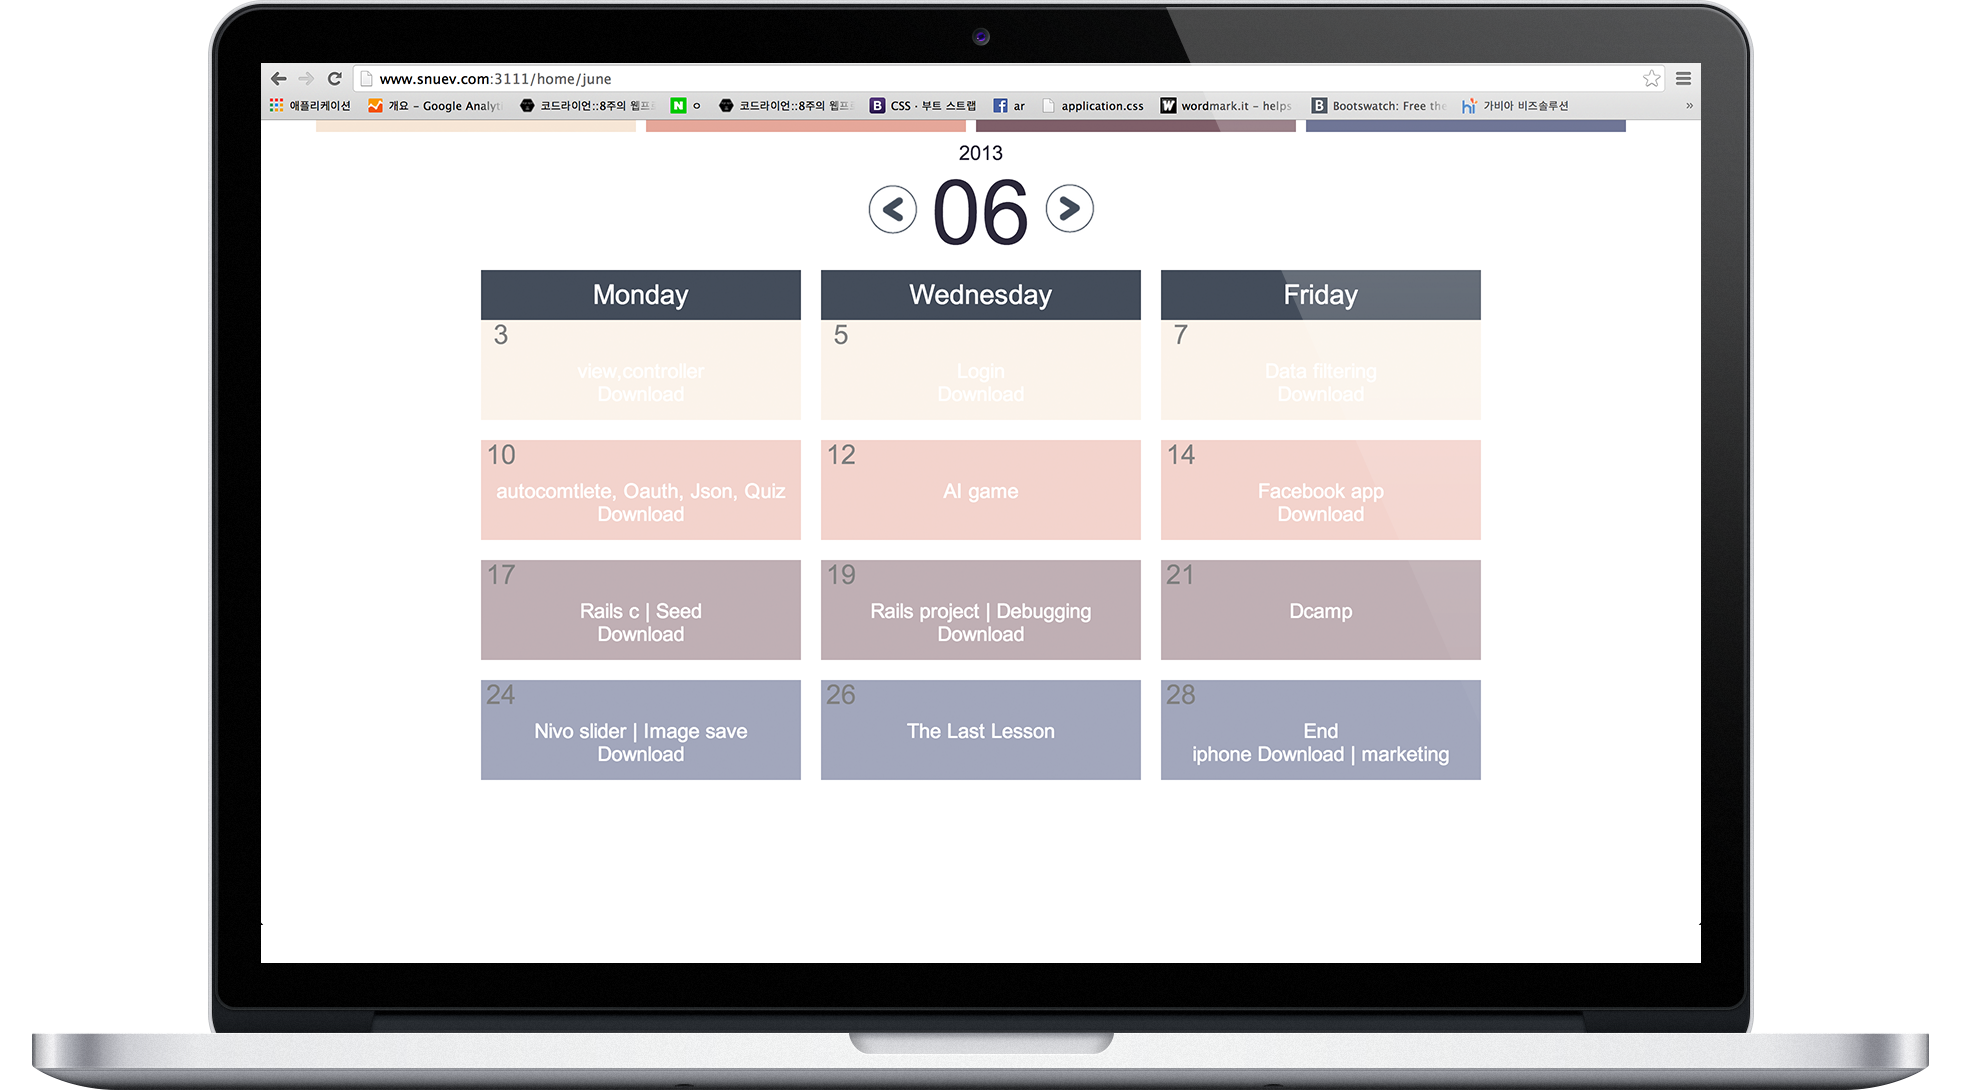 www.snuev.com:3111/home/june
애플리케이션 개요 – Google Analyt 코드라이언::8주의 웹프 ㅇ 코드라이언::8주의 웹프 CSS · 부트 스트랩 ar application.css wordmark.it – helps Bootswatch: Free the 가비아 비즈솔루션 »
2013
< 06 >
Monday Wednesday Friday
3 5 7
view,controller Login Data filtering
Download Download Download
10 12 14
autocomtlete, Oauth, Json, Quiz AI game Facebook app
Download Download
17 19 21
Rails c | Seed Rails project | Debugging Dcamp
Download Download
24 26 28
Nivo slider | Image save The Last Lesson End
Download iphone Download | marketing